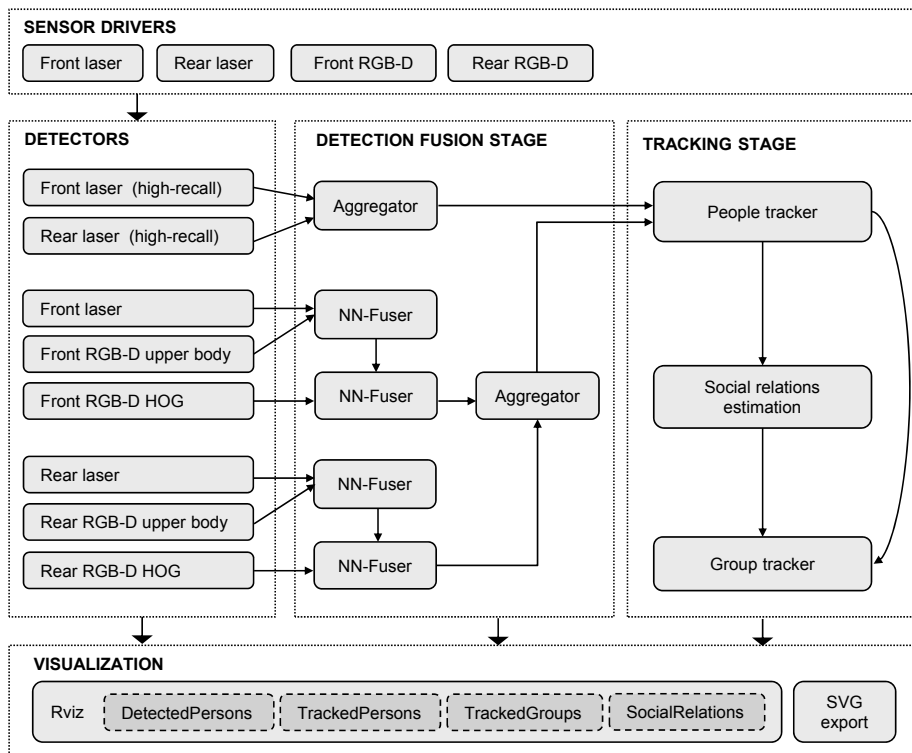 SENSOR DRIVERS
Front laser
Rear laser
Front RGB-D
Rear RGB-D
DETECTORS
Front laser (high-recall)
Rear laser (high-recall)
Front laser
Front RGB-D upper body
Front RGB-D HOG
Rear laser
Rear RGB-D upper body
Rear RGB-D HOG
DETECTION FUSION STAGE
Aggregator
NN-Fuser
NN-Fuser
Aggregator
NN-Fuser
NN-Fuser
TRACKING STAGE
People tracker
Social relations
estimation
Group tracker
VISUALIZATION
Rviz
DetectedPersons
TrackedPersons
TrackedGroups
SocialRelations
SVG
export